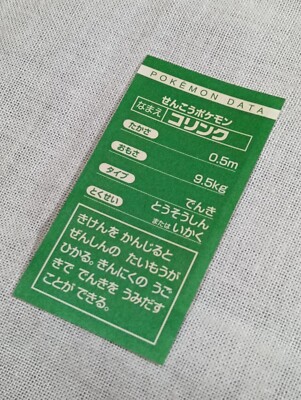 POKÉMON DATA
せんこうポケモン
なまえ コリンク
たかさ 0.5m
おもさ 9.5kg
タイプ でんき
とくせい とうそうしん
または いかく
きけんを かんじると
ぜんしんの たいもうが
ひかる。きんにくの うご
きで でんきを うみだす
ことが できる。